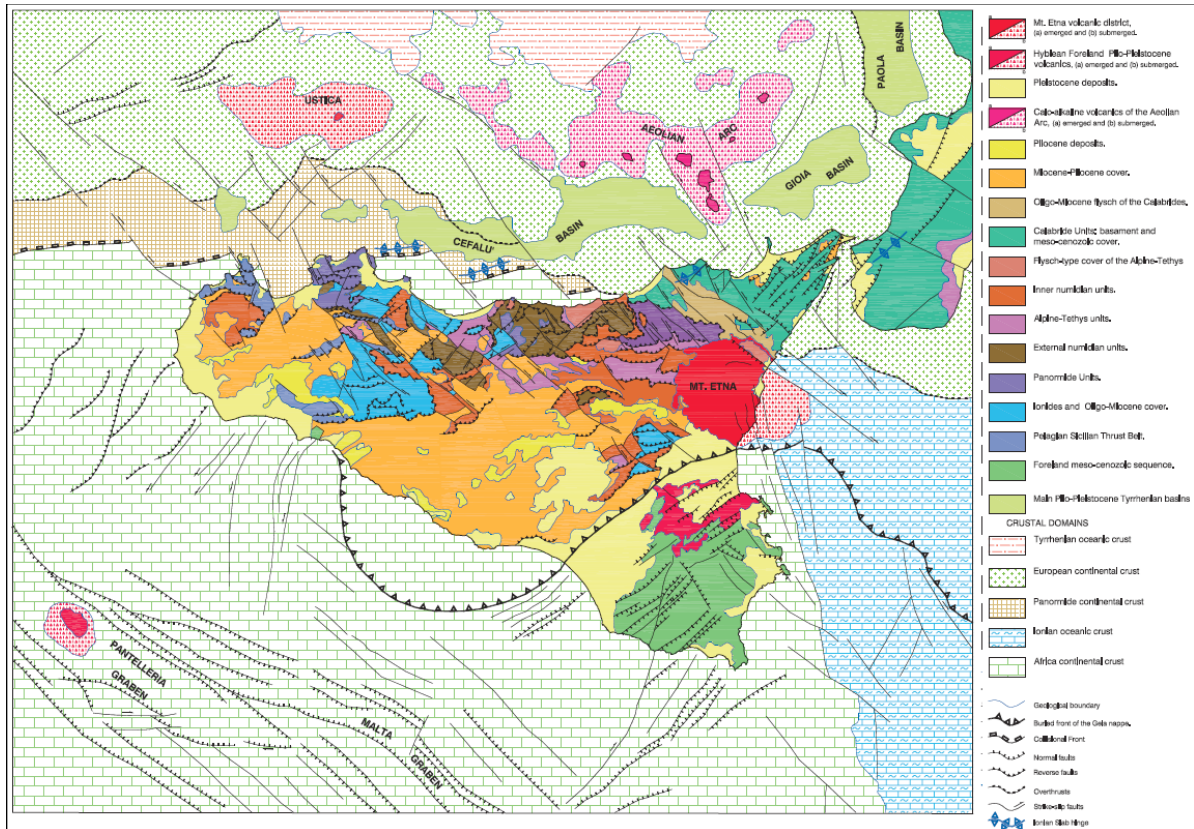 USTICA
AEOLIAN
ARC
PAOLA
BASIN
GIOIA
BASIN
CEFALU'
BASIN
MT. ETNA
PANTELLERIA
GRABEN
MALTA
GRABEN
Mt. Etna volcanic district,
(a) emerged and (b) submerged.
Hyblean Foreland Plio-Pleistocene
volcanics, (a) emerged and (b) submerged.
Pleistocene deposits.
Calc-alkaline volcanics of the Aeolian
Arc, (a) emerged and (b) submerged.
Pliocene deposits.
Miocene-Pliocene cover.
Oligo-Miocene flysch of the Calabrides.
Calabride Units: basament and
meso-cenozoic cover.
Flysch-type cover of the Alpine-Tethys
Inner numidian units.
Alpine-Tethys units.
External numidian units.
Panormide Units.
Ionides and Oligo-Miocene cover.
Pelagian Sicilian Thrust Belt.
Foreland meso-cenozoic sequence.
Main Plio-Pleistocene Tyrrhenian basins
CRUSTAL DOMAINS
Tyrrhenian oceanic crust
European continental crust
Panormide continental crust
Ionian oceanic crust
Africa continental crust
Geological boundary
Buried front of the Gela nappe.
Collisional Front
Normal faults
Reverse faults
Overthrusts
Strike-slip faults
Ionian Slab hinge